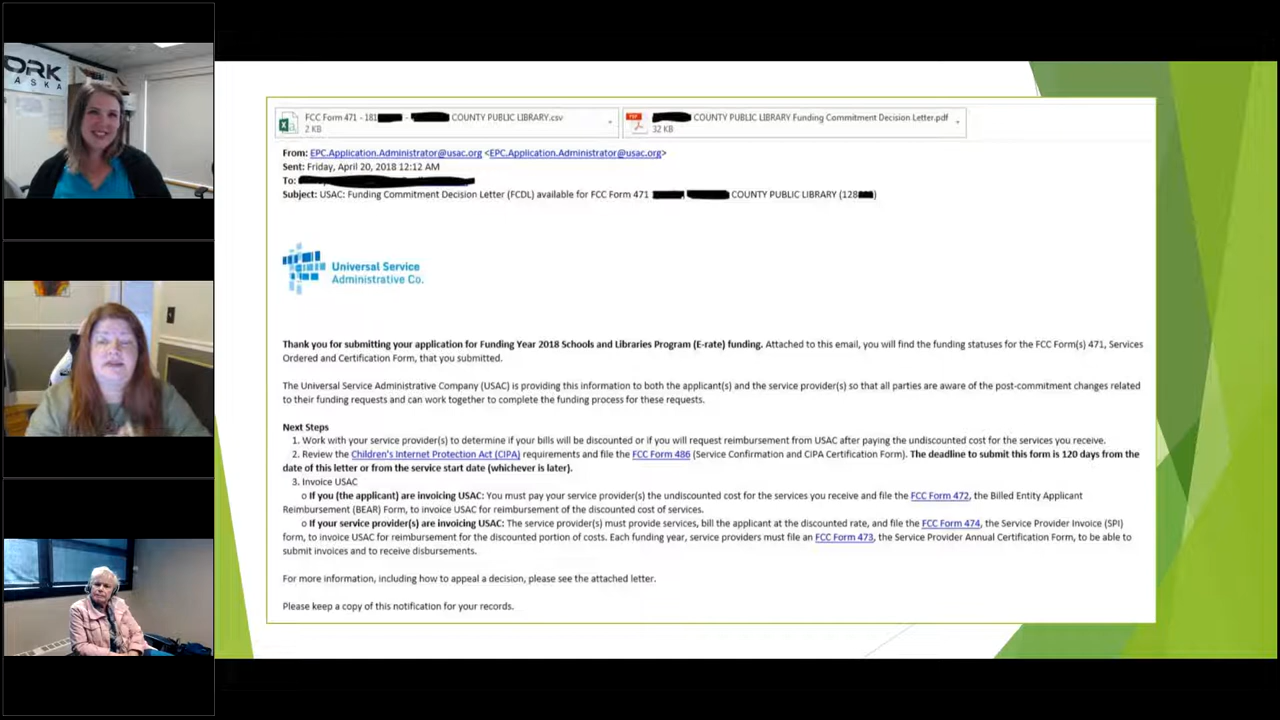 ORK
ASKA
FCC Form 471 - 181 - COUNTY PUBLIC LIBRARY.csv
2 KB
COUNTY PUBLIC LIBRARY Funding Commitment Decision Letter.pdf
32 KB
From: EPC.Application.Administrator@usac.org <EPC.Application.Administrator@usac.org>
Sent: Friday, April 20, 2018 12:12 AM
To:
Subject: USAC: Funding Commitment Decision Letter (FCDL) available for FCC Form 471 COUNTY PUBLIC LIBRARY (128 )
Universal Service
Administrative Co.
Thank you for submitting your application for Funding Year 2018 Schools and Libraries Program (E-rate) funding. Attached to this email, you will find the funding statuses for the FCC Form(s) 471, Services
Ordered and Certification Form, that you submitted.
The Universal Service Administrative Company (USAC) is providing this information to both the applicant(s) and the service provider(s) so that all parties are aware of the post-commitment changes related
to their funding requests and can work together to complete the funding process for these requests.
Next Steps
1. Work with your service provider(s) to determine if your bills will be discounted or if you will request reimbursement from USAC after paying the undiscounted cost for the services you receive.
2. Review the Children's Internet Protection Act (CIPA) requirements and file the FCC Form 486 (Service Confirmation and CIPA Certification Form). The deadline to submit this form is 120 days from the
date of this letter or from the service start date (whichever is later).
3. Invoice USAC
o If you (the applicant) are invoicing USAC: You must pay your service provider(s) the undiscounted cost for the services you receive and file the FCC Form 472, the Billed Entity Applicant
Reimbursement (BEAR) Form, to invoice USAC for reimbursement of the discounted cost of services.
o If your service provider(s) are invoicing USAC: The service provider(s) must provide services, bill the applicant at the discounted rate, and file the FCC Form 474, the Service Provider Invoice (SPI)
form, to invoice USAC for reimbursement for the discounted portion of costs. Each funding year, service providers must file an FCC Form 473, the Service Provider Annual Certification Form, to be able to
submit invoices and to receive disbursements.
For more information, including how to appeal a decision, please see the attached letter.
Please keep a copy of this notification for your records.